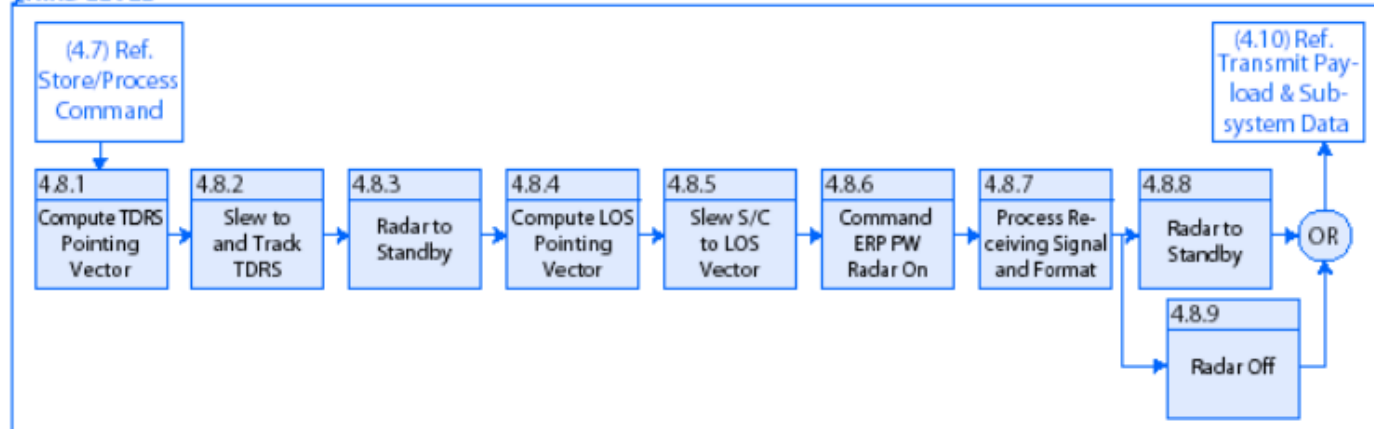 (4.7) Ref.
Store/Process
Command
(4.10) Ref.
Transmit Pay-
load & Sub-
system Data
4.8.1
Compute TDRS
Pointing
Vector
4.8.2
Slew to
and Track
TDRS
4.8.3
Radar to
Standby
4.8.4
Compute LOS
Pointing
Vector
4.8.5
Slew S/C
to LOS
Vector
4.8.6
Command
ERP PW
Radar On
4.8.7
Process Re-
ceiving Signal
and Format
4.8.8
Radar to
Standby
OR
4.8.9
Radar Off